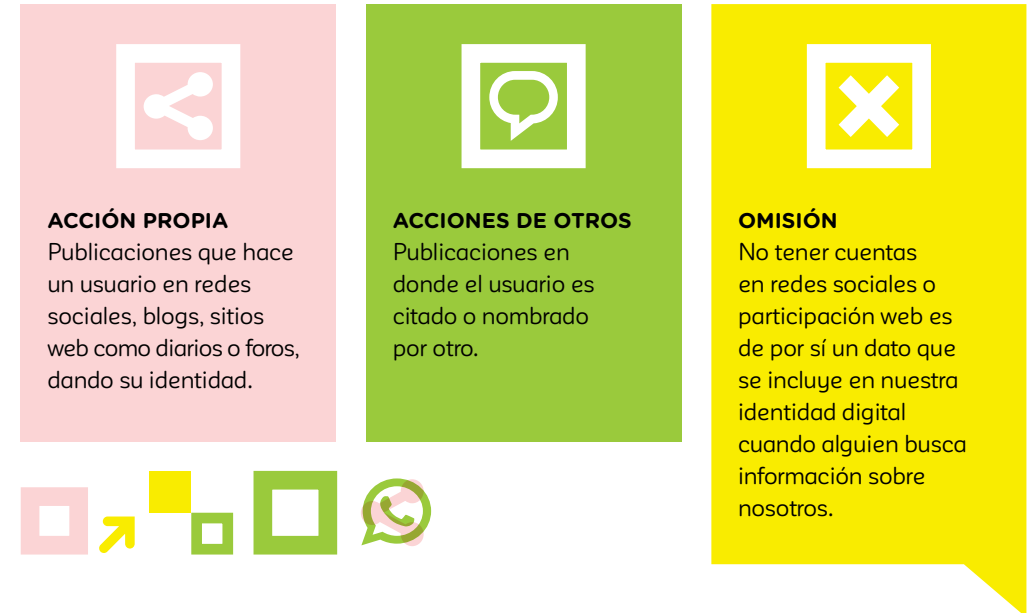 ACCIÓN PROPIA
Publicaciones que hace
un usuario en redes
sociales, blogs, sitios
web como diarios o foros,
dando su identidad.
ACCIONES DE OTROS
Publicaciones en
donde el usuario es
citado o nombrado
por otro.
OMISIÓN
No tener cuentas
en redes sociales o
participación web es
de por sí un dato que
se incluye en nuestra
identidad digital
cuando alguien busca
información sobre
nosotros.